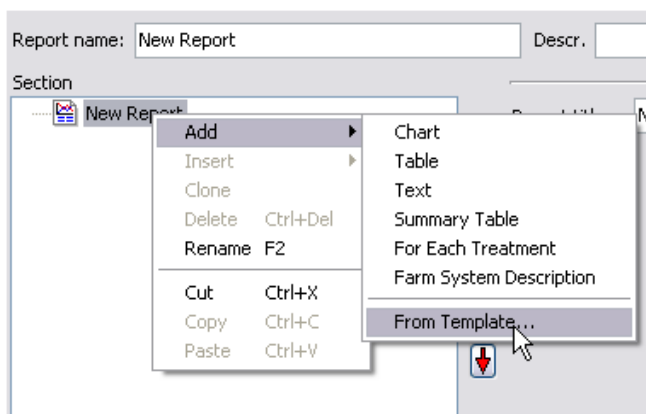 Report name: New Report Descr.
Section
New Report
Add Chart
Insert Table
Clone Text
Delete Ctrl+Del Summary Table
Rename F2 For Each Treatment
Farm System Description
Cut Ctrl+X
Copy Ctrl+C From Template...
Paste Ctrl+V